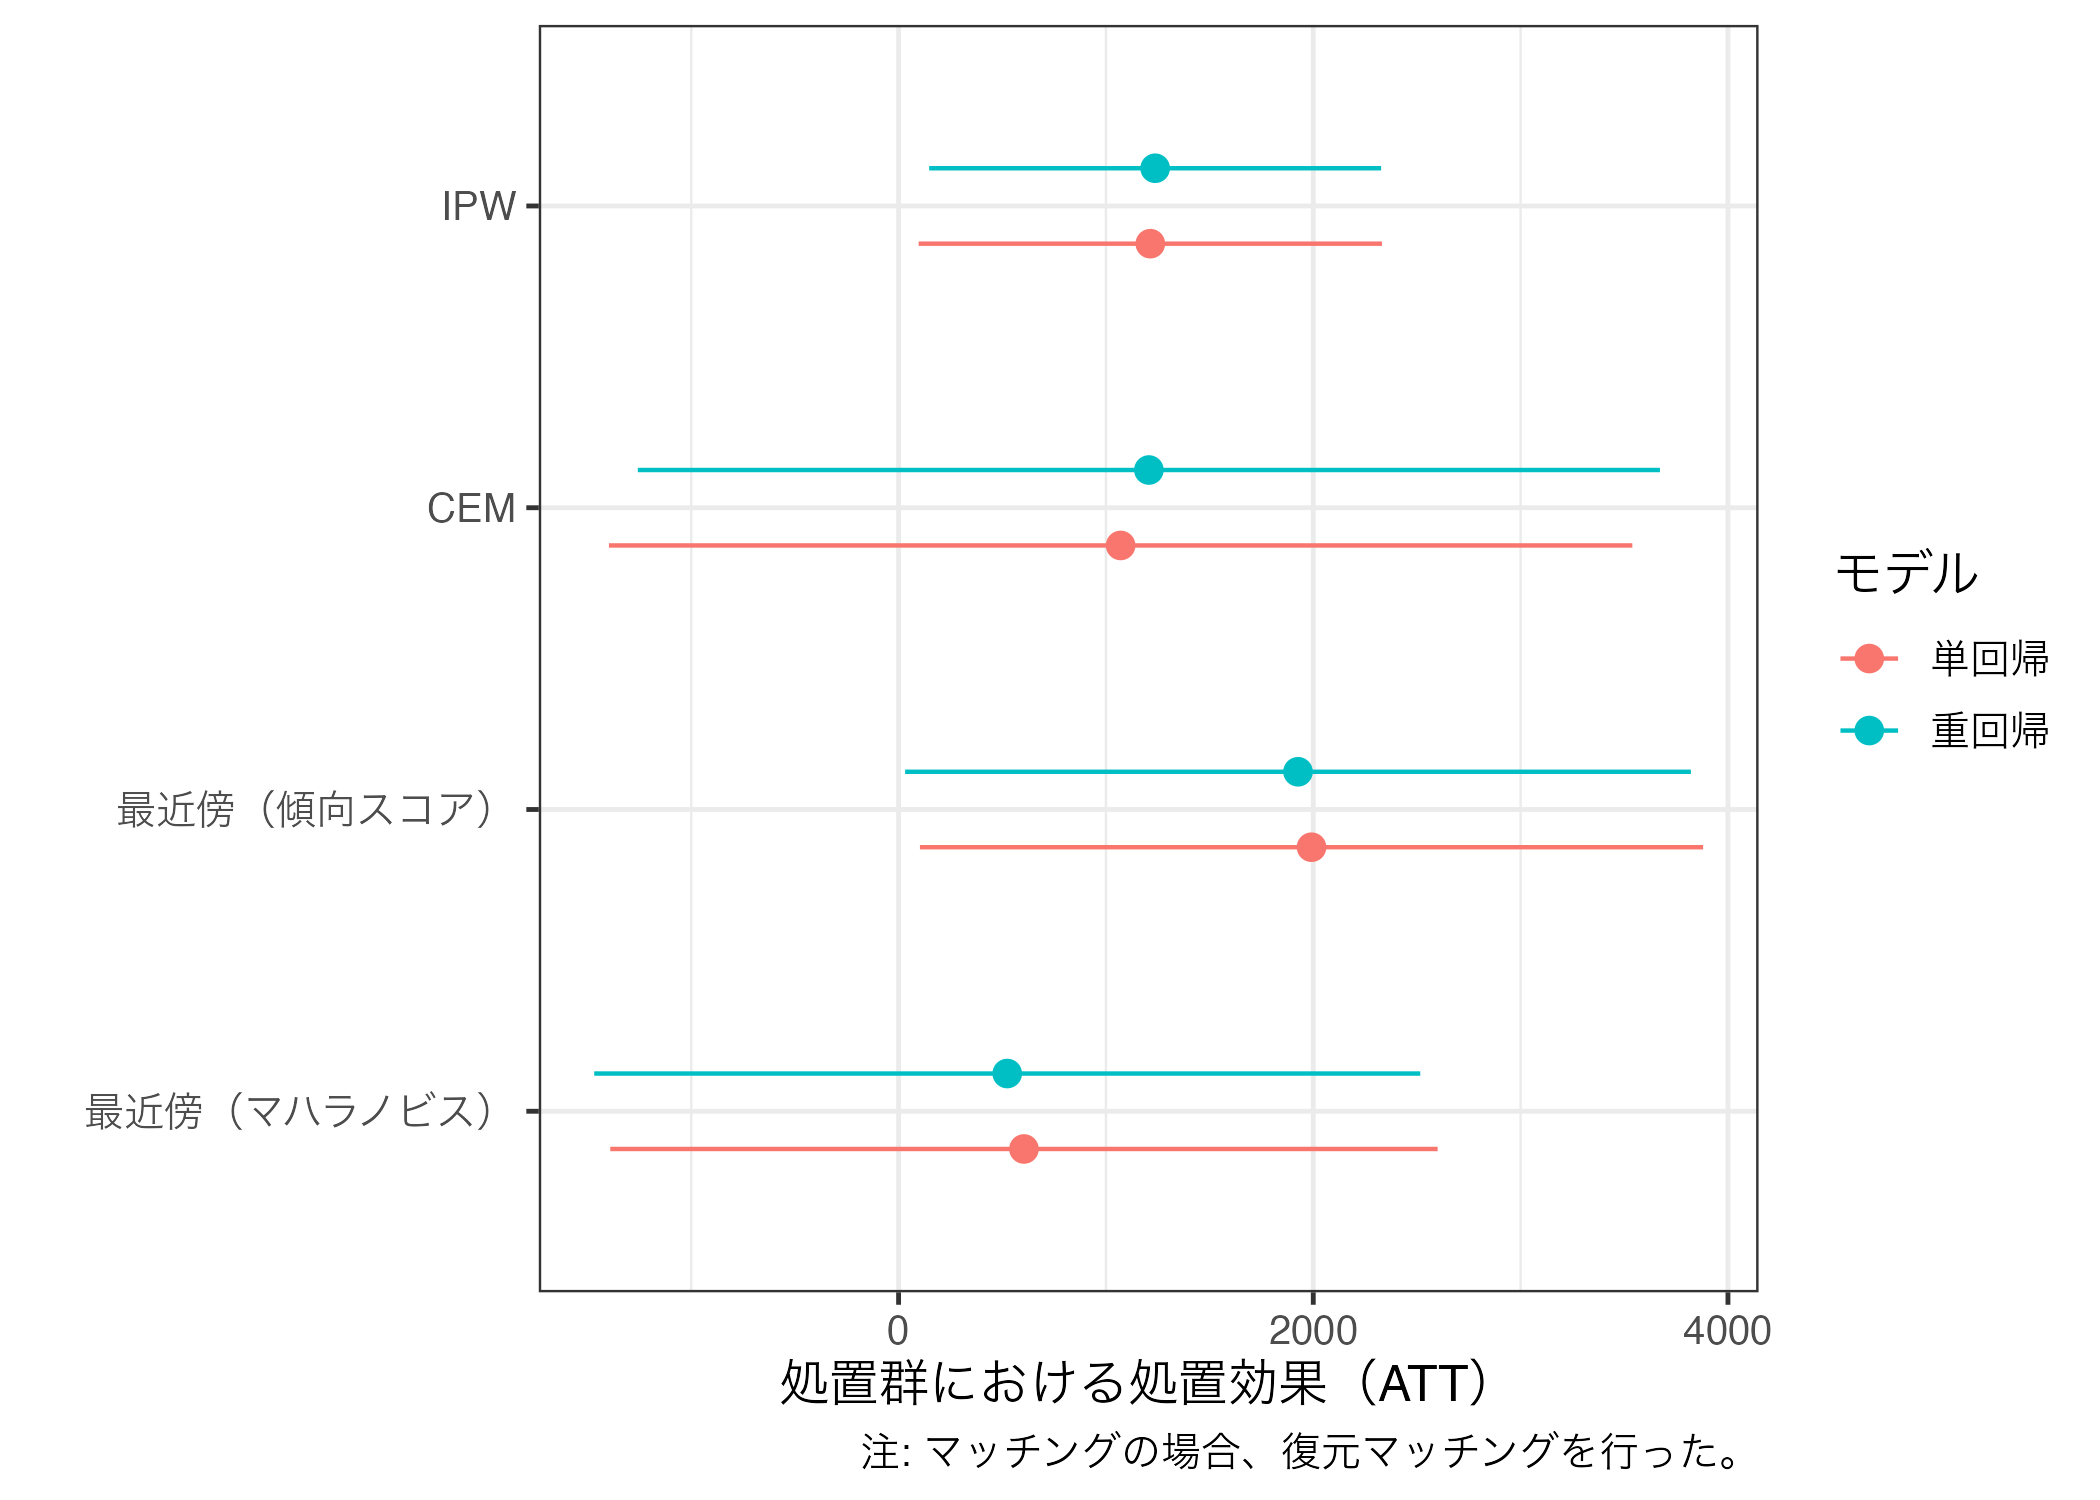 IPW
CEM
最近傍（傾向スコア）
最近傍（マハラノビス）
0 2000 4000
処置群における処置効果（ATT）
注: マッチングの場合、復元マッチングを行った。
モデル
単回帰
重回帰